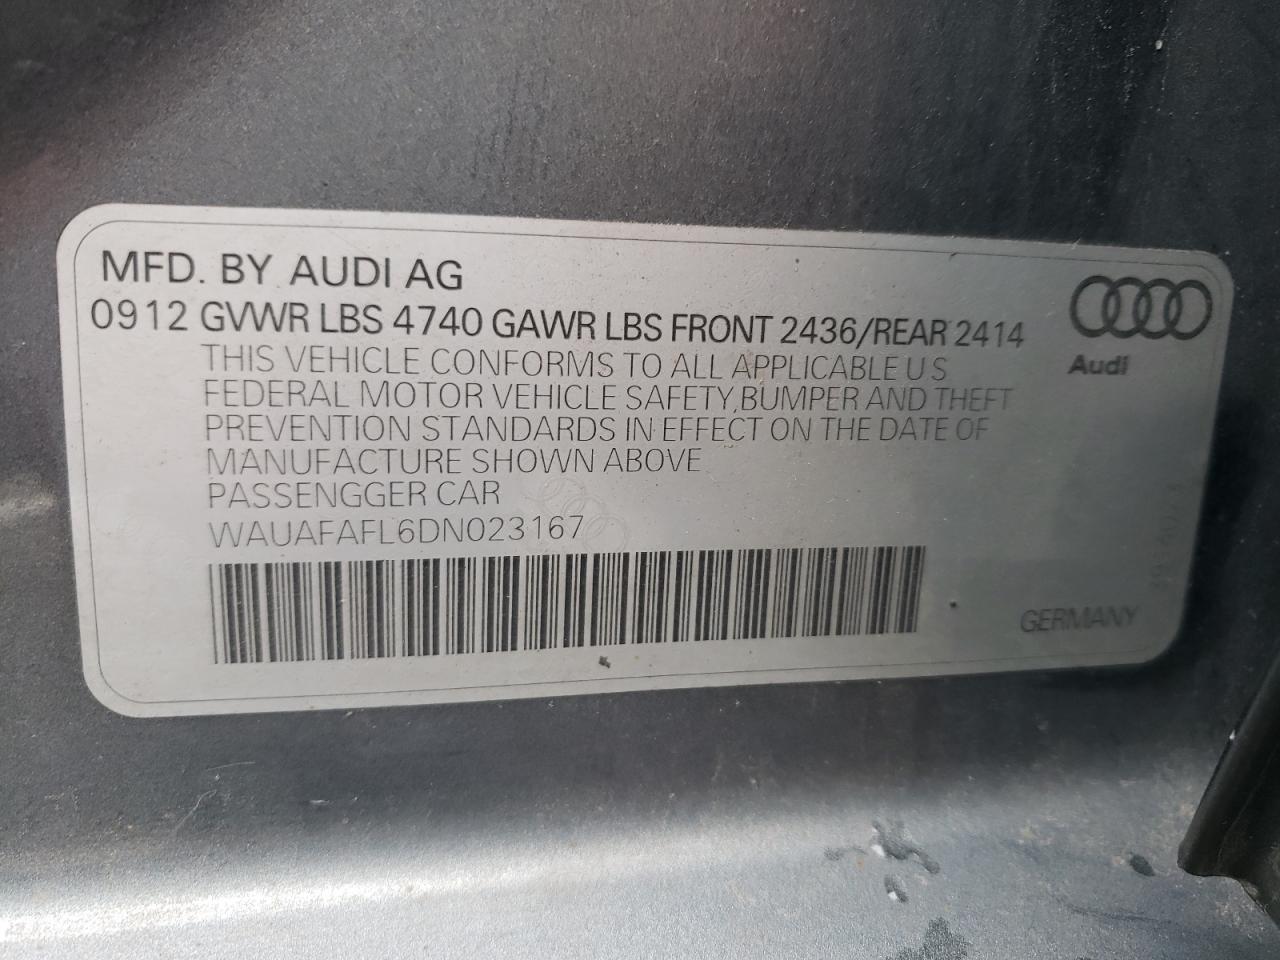 MFD. BY AUDI AG
0912 GVWR LBS 4740 GAWR LBS FRONT 2436/REAR 2414
Audi
THIS VEHICLE CONFORMS TO ALL APPLICABLE U S
FEDERAL MOTOR VEHICLE SAFETY, BUMPER AND THEFT
PREVENTION STANDARDS IN EFFECT ON THE DATE OF
MANUFACTURE SHOWN ABOVE
PASSENGGER CAR
WAUAFAFL6DN023167
GERMANY